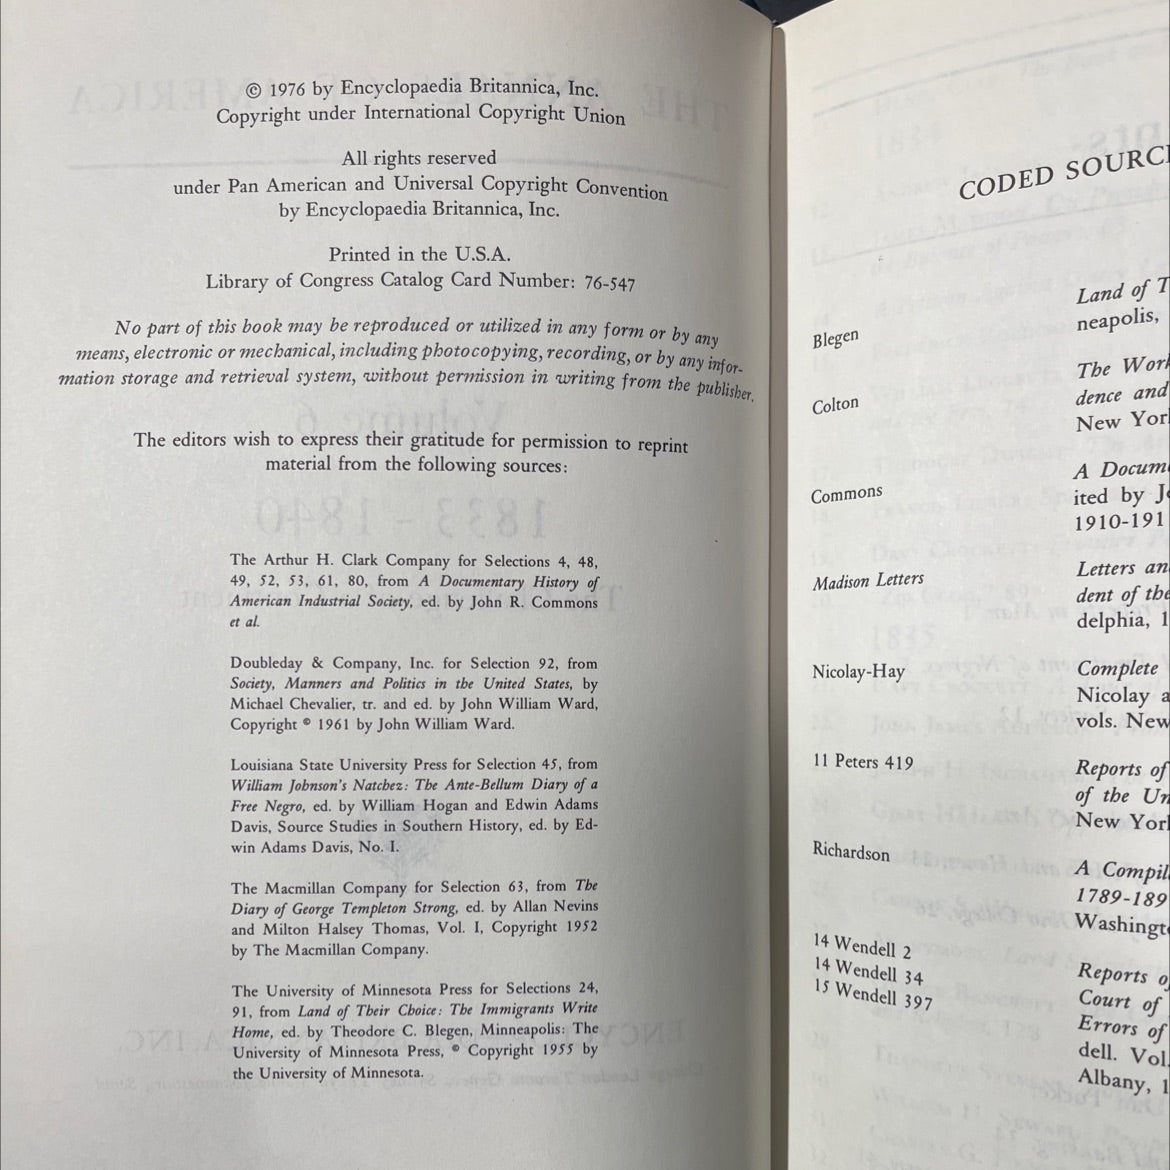 © 1976 by Encyclopaedia Britannica, Inc.
Copyright under International Copyright Union
All rights reserved
under Pan American and Universal Copyright Convention
by Encyclopaedia Britannica, Inc.
Printed in the U.S.A.
Library of Congress Catalog Card Number: 76-547
No part of this book may be reproduced or utilized in any form or by any
means, electronic or mechanical, including photocopying, recording, or by any infor-
mation storage and retrieval system, without permission in writing from the publisher.
The editors wish to express their gratitude for permission to reprint
material from the following sources:
The Arthur H. Clark Company for Selections 4, 48,
49, 52, 53, 61, 80, from A Documentary History of
American Industrial Society, ed. by John R. Commons
et al.
Doubleday & Company, Inc. for Selection 92, from
Society, Manners and Politics in the United States, by
Michael Chevalier, tr. and ed. by John William Ward,
Copyright © 1961 by John William Ward.
Louisiana State University Press for Selection 45, from
William Johnson's Natchez: The Ante-Bellum Diary of a
Free Negro, ed. by William Hogan and Edwin Adams
Davis, Source Studies in Southern History, ed. by Ed-
win Adams Davis, No. I.
The Macmillan Company for Selection 63, from The
Diary of George Templeton Strong, ed. by Allan Nevins
and Milton Halsey Thomas, Vol. I, Copyright 1952
by The Macmillan Company.
The University of Minnesota Press for Selections 24,
91, from Land of Their Choice: The Immigrants Write
Home, ed. by Theodore C. Blegen, Minneapolis: The
University of Minnesota Press, © Copyright 1955 by
the University of Minnesota.
CODED SOURC
Blegen
Land of T
neapolis,
Colton
The Work
dence and
New Yor
Commons
A Docum
ited by J
1910-191
Madison Letters
Letters an
dent of the
delphia, 1
Nicolay-Hay
Complete
Nicolay a
vols. New
11 Peters 419
Reports of
of the Un
New Yor
Richardson
A Compil
1789-189
Washingt
14 Wendell 2
14 Wendell 34
15 Wendell 397
Reports o
Court of
Errors of
dell. Vol.
Albany, 1